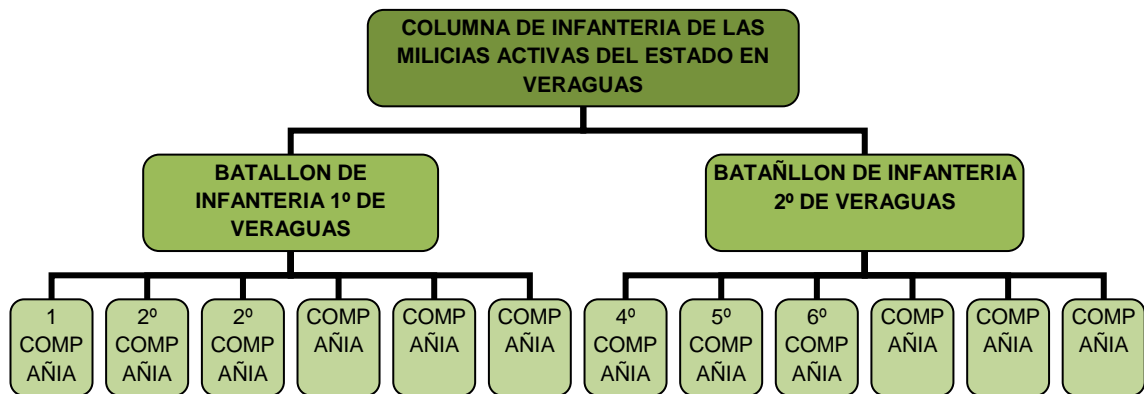 COLUMNA DE INFANTERIA DE LAS
MILICIAS ACTIVAS DEL ESTADO EN
VERAGUAS
BATALLON DE
INFANTERIA 1º DE
VERAGUAS
BATAÑLLON DE INFANTERIA
2º DE VERAGUAS
1
COMP
AÑIA
2º
COMP
AÑIA
2º
COMP
AÑIA
COMP
AÑIA
COMP
AÑIA
COMP
AÑIA
4º
COMP
AÑIA
5º
COMP
AÑIA
6º
COMP
AÑIA
COMP
AÑIA
COMP
AÑIA
COMP
AÑIA